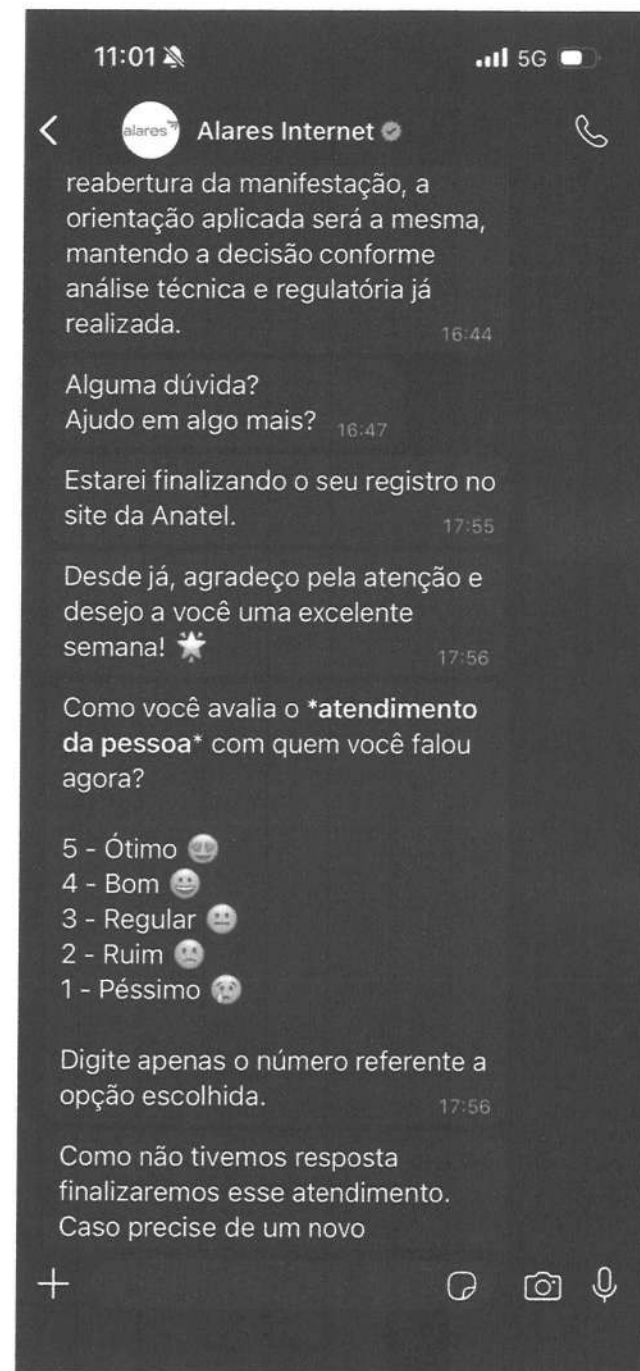 11:01
5G
alares
Alares Internet
reabertura da manifestação, a
orientação aplicada será a mesma,
mantendo a decisão conforme
análise técnica e regulatória já
realizada.
16:44
Alguma dúvida?
Ajudo em algo mais? 16:47
Estarei finalizando o seu registro no
site da Anatel.
17:55
Desde já, agradeço pela atenção e
desejo a você uma excelente
semana! 🌟
17:56
Como você avalia o *atendimento
da pessoa* com quem você falou
agora?
5 - Ótimo 😍
4 - Bom 😀
3 - Regular 😐
2 - Ruim 🙁
1 - Péssimo 😢
Digite apenas o número referente a
opção escolhida.
17:56
Como não tivemos resposta
finalizaremos esse atendimento.
Caso precise de um novo